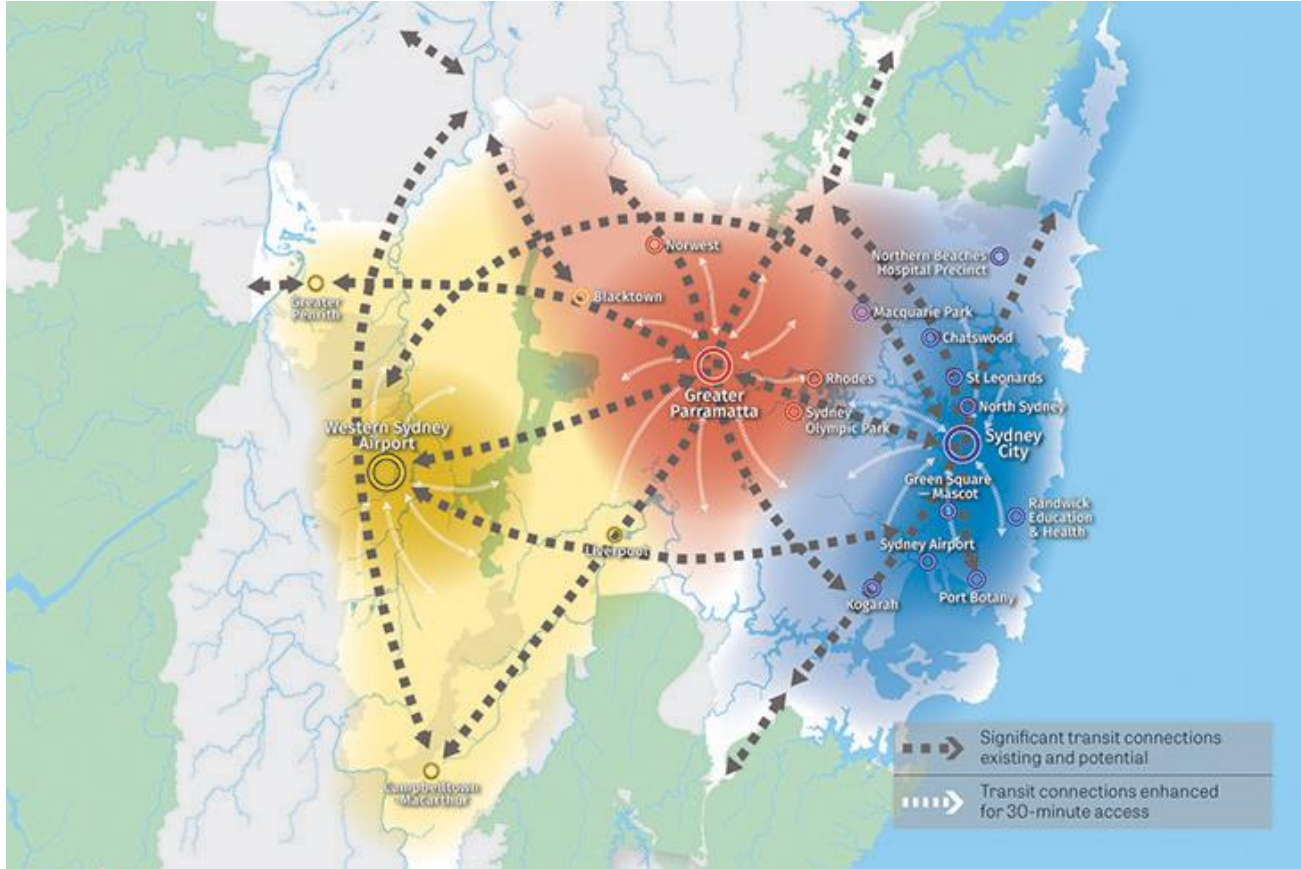 Norwest
Northern Beaches
Hospital Precinct
Greater
Penrith
Blacktown
Macquarie Park
Chatswood
Rhodes
St Leonards
Greater
Parramatta
Sydney
Olympic Park
North Sydney
Western Sydney
Airport
Sydney
City
Green Square
—Mascot
Randwick
Education
& Health
Liverpool
Sydney Airport
Kogarah
Port Botany
Campbelltown
-Macarthur
Significant transit connections
existing and potential
Transit connections enhanced
for 30-minute access